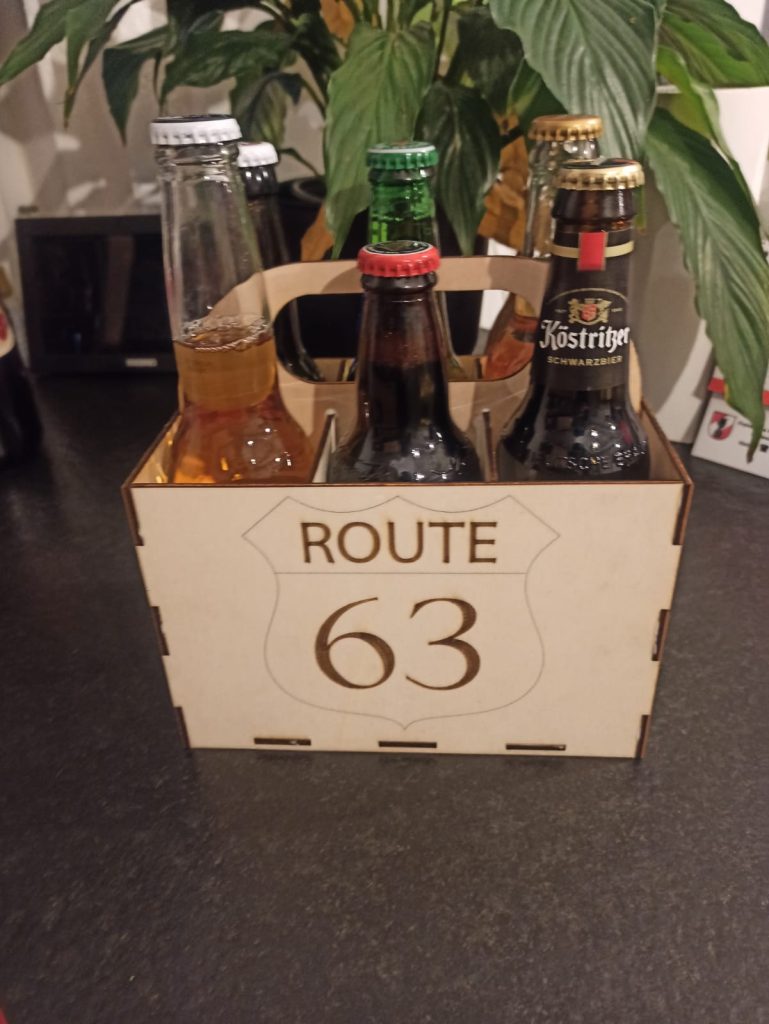 Köstritzer
SCHWARZBIER
ROUTE
63